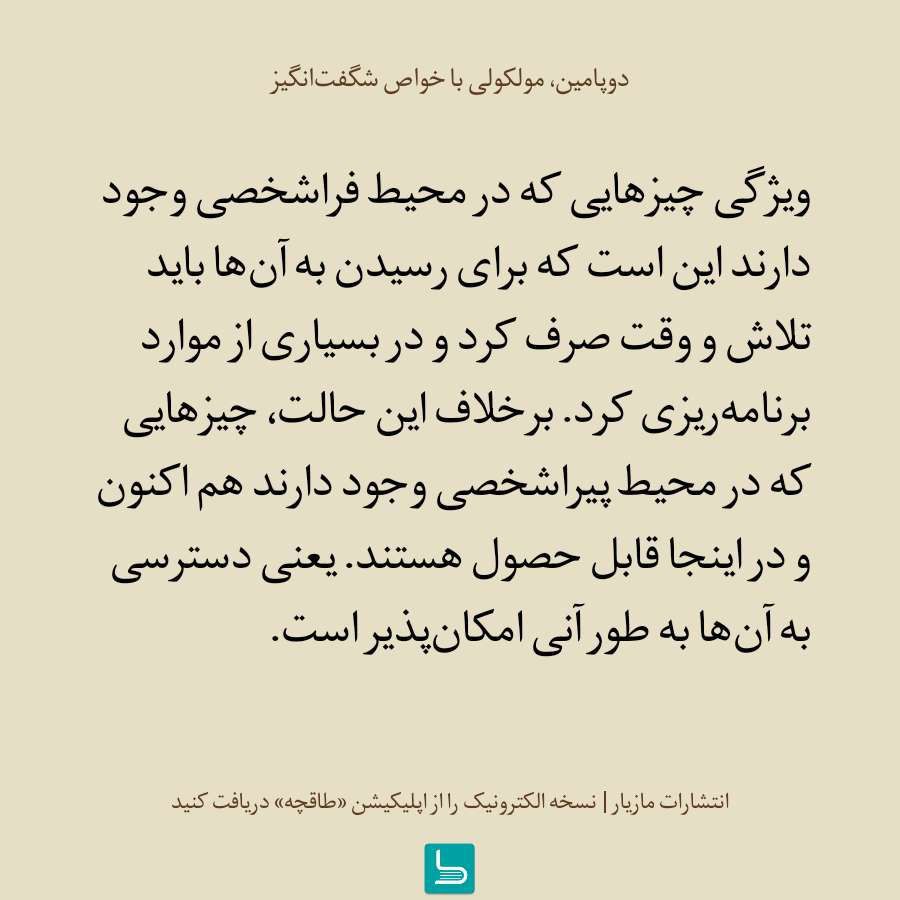 دوپامین، مولکولی با خواص شگفت‌انگیز
ویژگی چیزهایی که در محیط فراشخصی وجود
دارند این است که برای رسیدن به آن‌ها باید
تلاش و وقت صرف کرد و در بسیاری از موارد
برنامه‌ریزی کرد. برخلاف این حالت، چیزهایی
که در محیط پیراشخصی وجود دارند هم اکنون
و در اینجا قابل حصول هستند. یعنی دسترسی
به آن‌ها به طور آنی امکان‌پذیر است.
انتشارات مازیار | نسخه الکترونیک را از اپلیکیشن «طاقچه» دریافت کنید